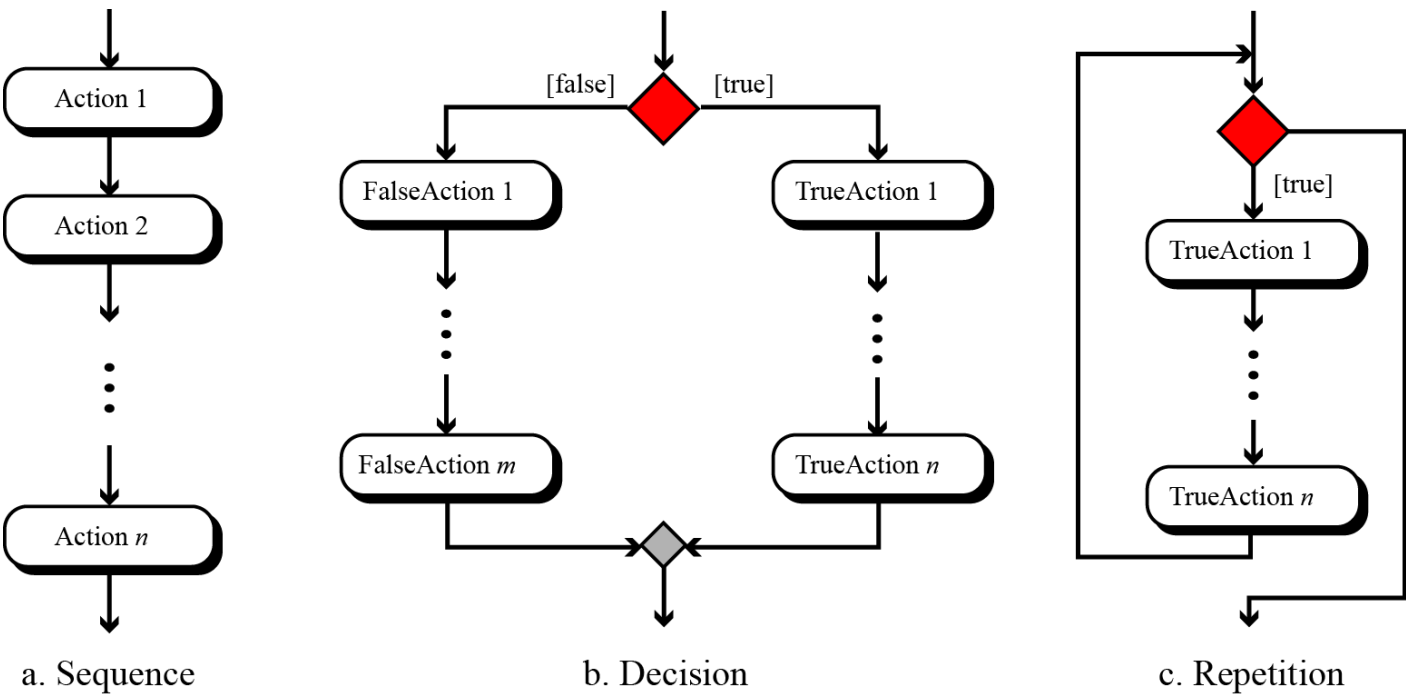 Action 1
Action 2
Action n
a. Sequence
[false]
[true]
FalseAction 1
TrueAction 1
FalseAction m
TrueAction n
b. Decision
[true]
TrueAction 1
TrueAction n
c. Repetition